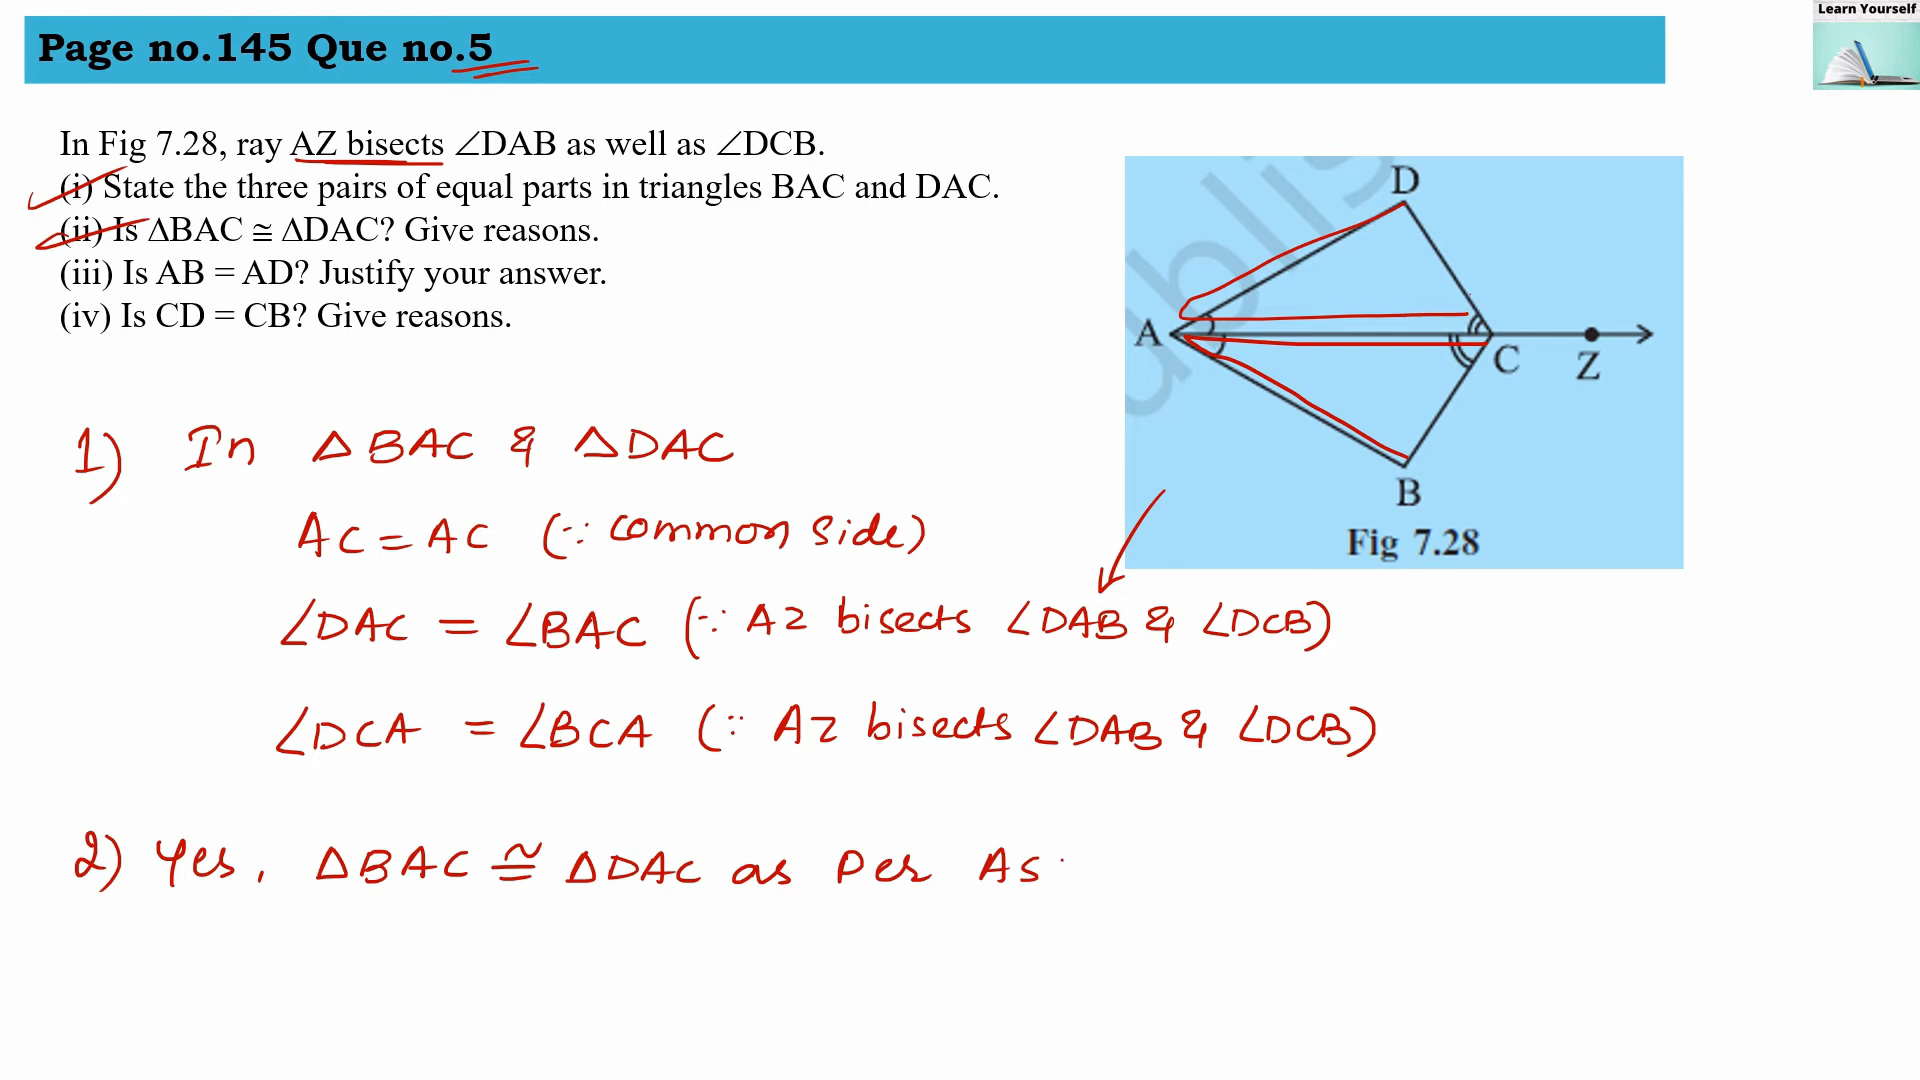 Learn Yourself
Page no.145 Que no.5
In Fig 7.28, ray AZ bisects ∠DAB as well as ∠DCB.
(i) State the three pairs of equal parts in triangles BAC and DAC.
(ii) Is ΔBAC ≅ ΔDAC? Give reasons.
(iii) Is AB = AD? Justify your answer.
(iv) Is CD = CB? Give reasons.
D
A
C
Z
B
Fig 7.28
1) In ΔBAC & ΔDAC
AC = AC (∵ common side)
∠DAC = ∠BAC (∵ AZ bisects ∠DAB & ∠DCB)
∠DCA = ∠BCA (∵ AZ bisects ∠DAB & ∠DCB)
2) Yes, ΔBAC ≅ ΔDAC as per AS